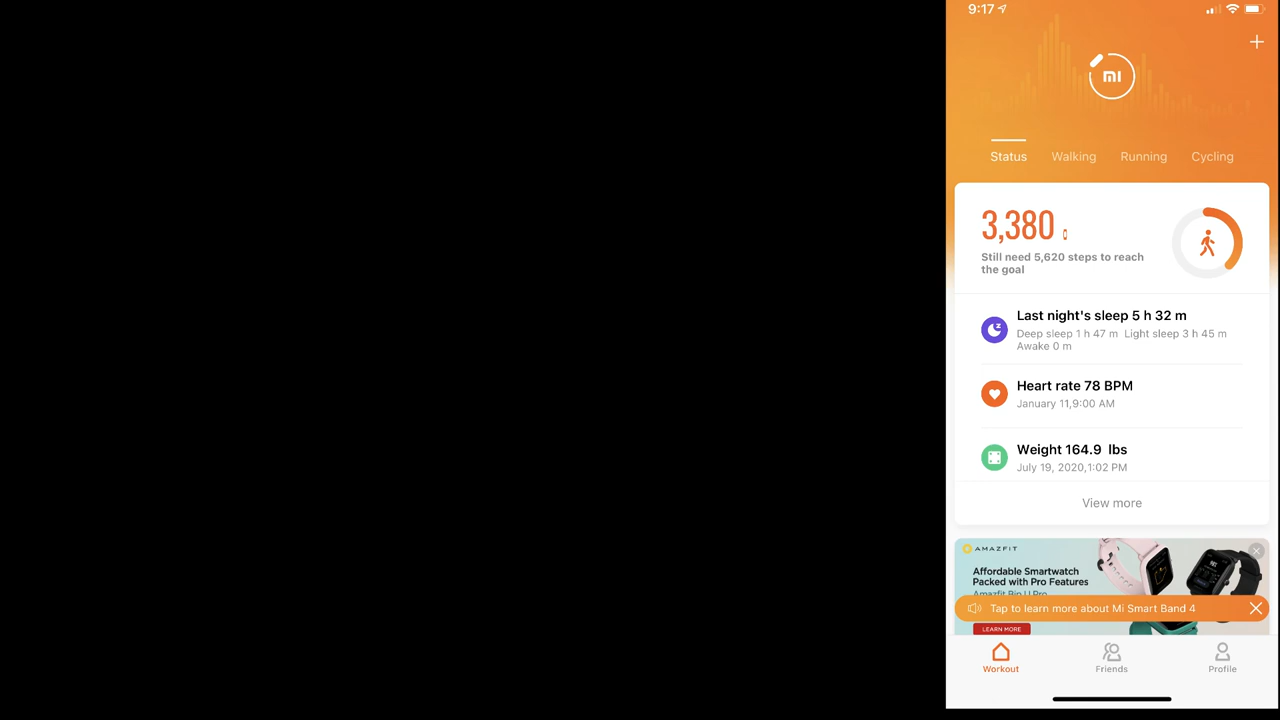 9:17
mi
Status Walking Running Cycling
3,380
Still need 5,620 steps to reach
the goal
Last night's sleep 5 h 32 m
Deep sleep 1 h 47 m Light sleep 3 h 45 m
Awake 0 m
Heart rate 78 BPM
January 11,9:00 AM
Weight 164.9 lbs
July 19, 2020,1:02 PM
View more
AMAZFIT
Affordable Smartwatch
Packed with Pro Features
Amazfit Bip U Pro
Tap to learn more about Mi Smart Band 4
LEARN MORE
Workout Friends Profile